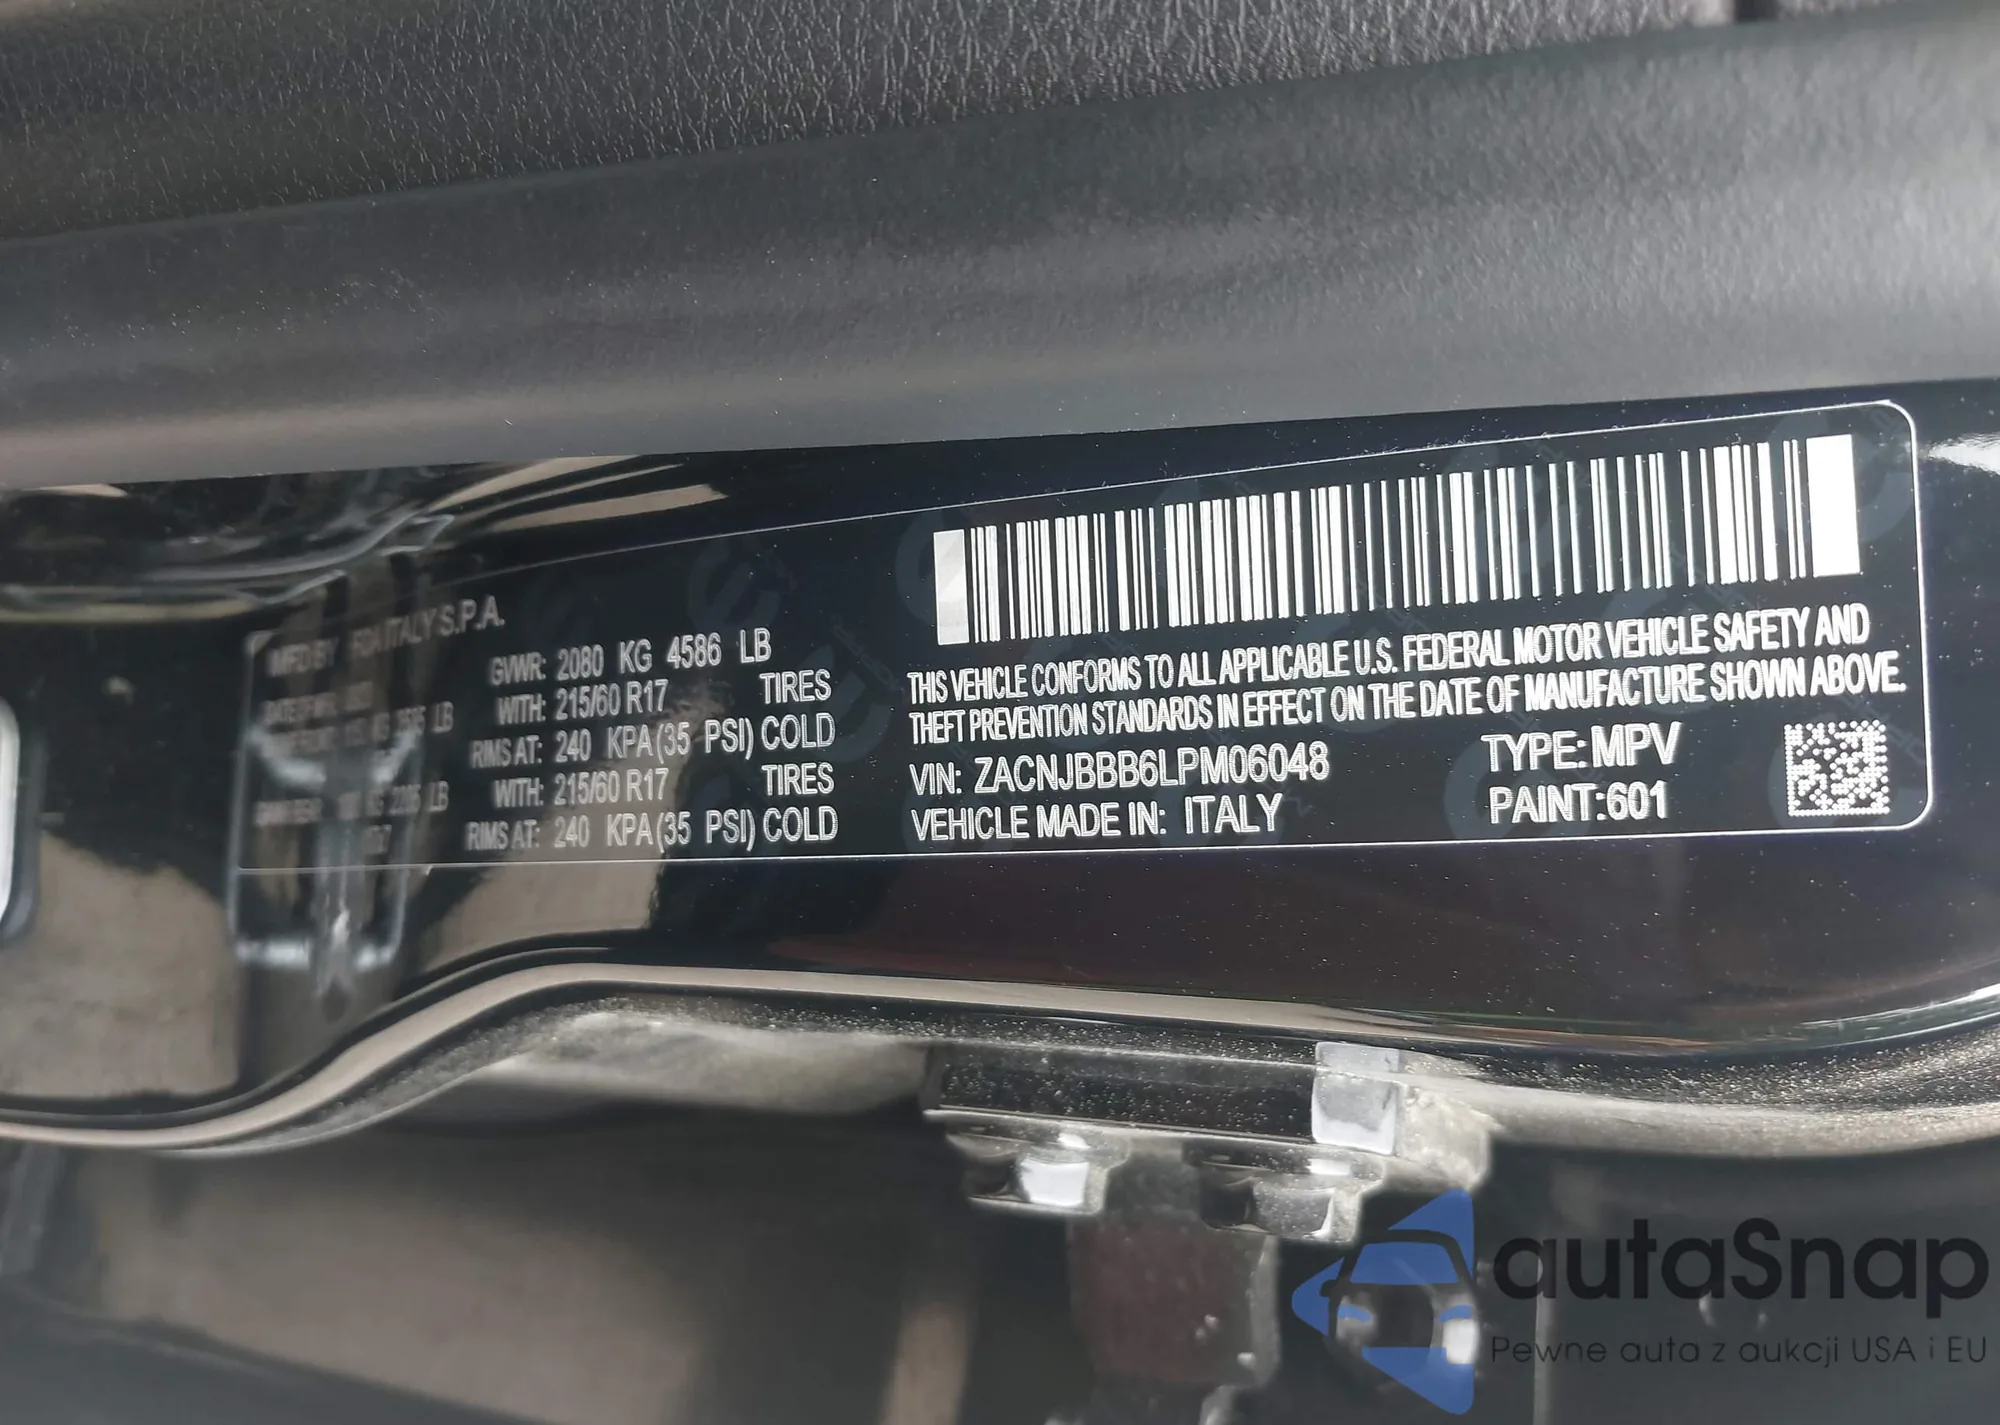 MFD BY FCA ITALY S.P.A.
GVWR: 2080 KG 4586 LB
LB WITH: 215/60 R17 TIRES
RIMS AT: 240 KPA (35 PSI) COLD
LB WITH: 215/60 R17 TIRES
RIMS AT: 240 KPA (35 PSI) COLD
THIS VEHICLE CONFORMS TO ALL APPLICABLE U.S. FEDERAL MOTOR VEHICLE SAFETY AND
THEFT PREVENTION STANDARDS IN EFFECT ON THE DATE OF MANUFACTURE SHOWN ABOVE.
VIN: ZACNJBBB6LPM06048 TYPE: MPV
VEHICLE MADE IN: ITALY PAINT:601
autaSnap
Pewne auta z aukcji USA i EU